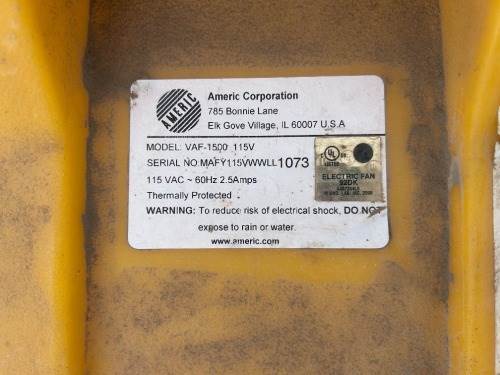 AMERIC
Americ Corporation
785 Bonnie Lane
Elk Gove Village, IL 60007 U.S.A
MODEL: VAF-1500 115V
SERIAL NO:MAFY115VWWLL1073
115 VAC ~ 60Hz 2.5Amps
Thermally Protected
UL
LISTED
ELECTRIC FAN
92DK
WARNING: To reduce risk of electrical shock, DO NOT
expose to rain or water.
www.americ.com